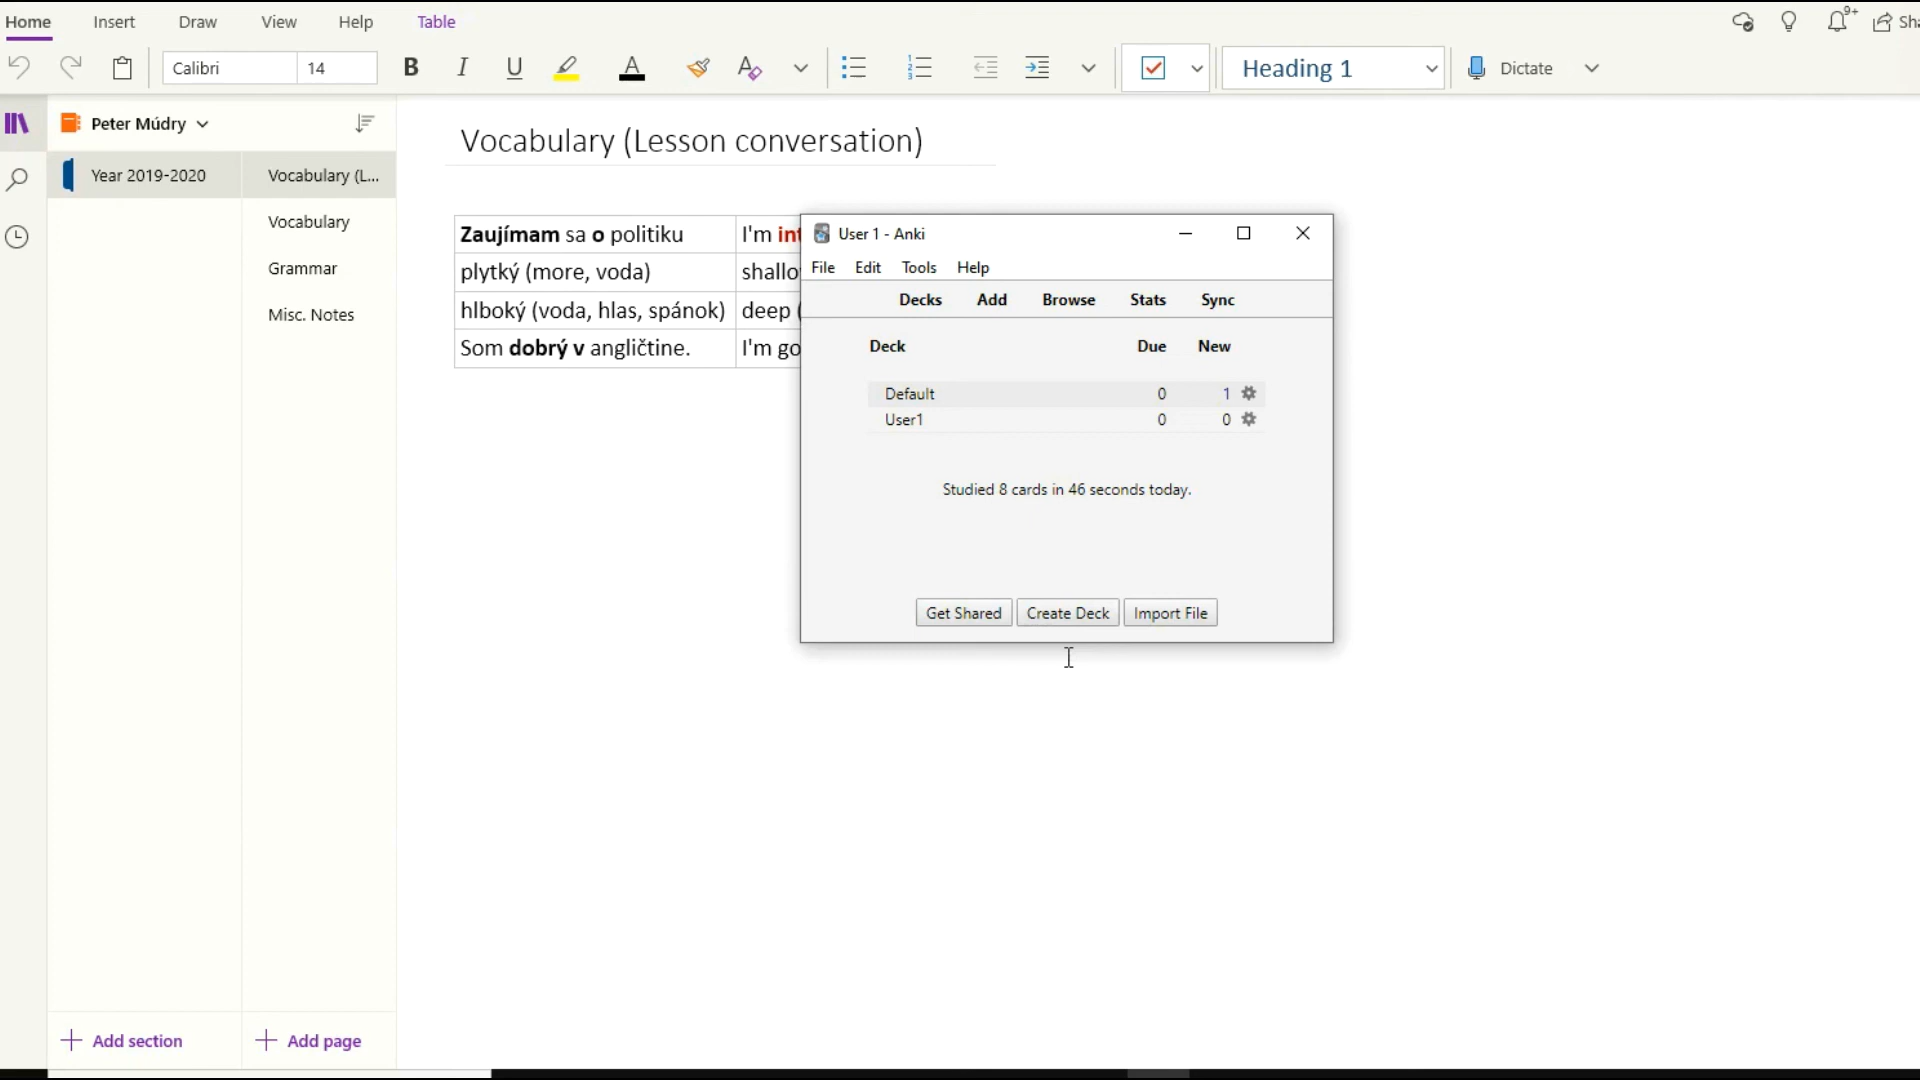 Home Insert Draw View Help Table
9+
Calibri 14 B I U A A Heading 1 Dictate
Peter Múdry
Year 2019-2020
Vocabulary (L...
Vocabulary
Grammar
Misc. Notes
Add section
Add page
Vocabulary (Lesson conversation)
Zaujímam sa o politiku I'm
plytký (more, voda)
hlboký (voda, hlas, spánok) deep (
Som dobrý v angličtine. I'm
User 1 - Anki
File Edit Tools Help
Decks Add Browse Stats Sync
Deck Due New
Default 0 1
User1 0 0
Studied 8 cards in 46 seconds today.
Get Shared Create Deck Import File